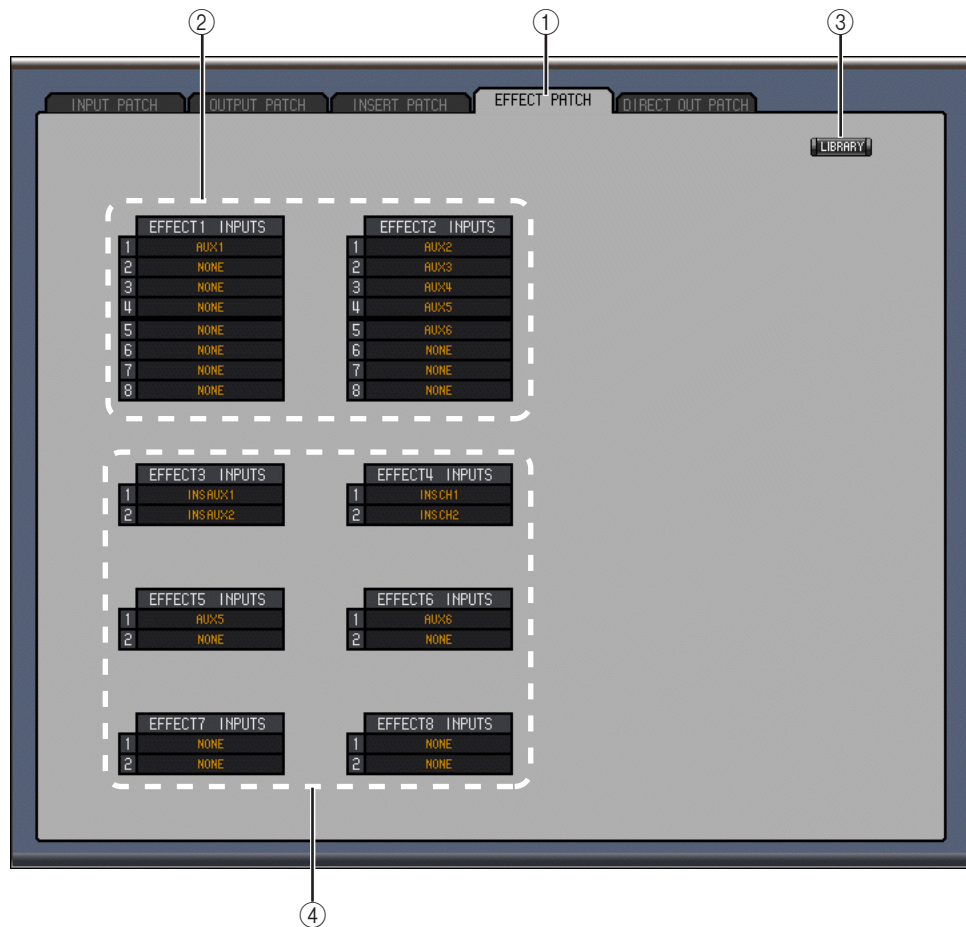 ② ① ③
INPUT PATCH OUTPUT PATCH INSERT PATCH EFFECT PATCH DIRECT OUT PATCH
LIBRARY
EFFECT1 INPUTS
1 AUX1
2 NONE
3 NONE
4 NONE
5 NONE
6 NONE
7 NONE
8 NONE
EFFECT2 INPUTS
1 AUX2
2 AUX3
3 AUX4
4 AUX5
5 AUX6
6 NONE
7 NONE
8 NONE
EFFECT3 INPUTS
1 INSAUX1
2 INSAUX2
EFFECT4 INPUTS
1 INSCH1
2 INSCH2
EFFECT5 INPUTS
1 AUX5
2 NONE
EFFECT6 INPUTS
1 AUX6
2 NONE
EFFECT7 INPUTS
1 NONE
2 NONE
EFFECT8 INPUTS
1 NONE
2 NONE
④